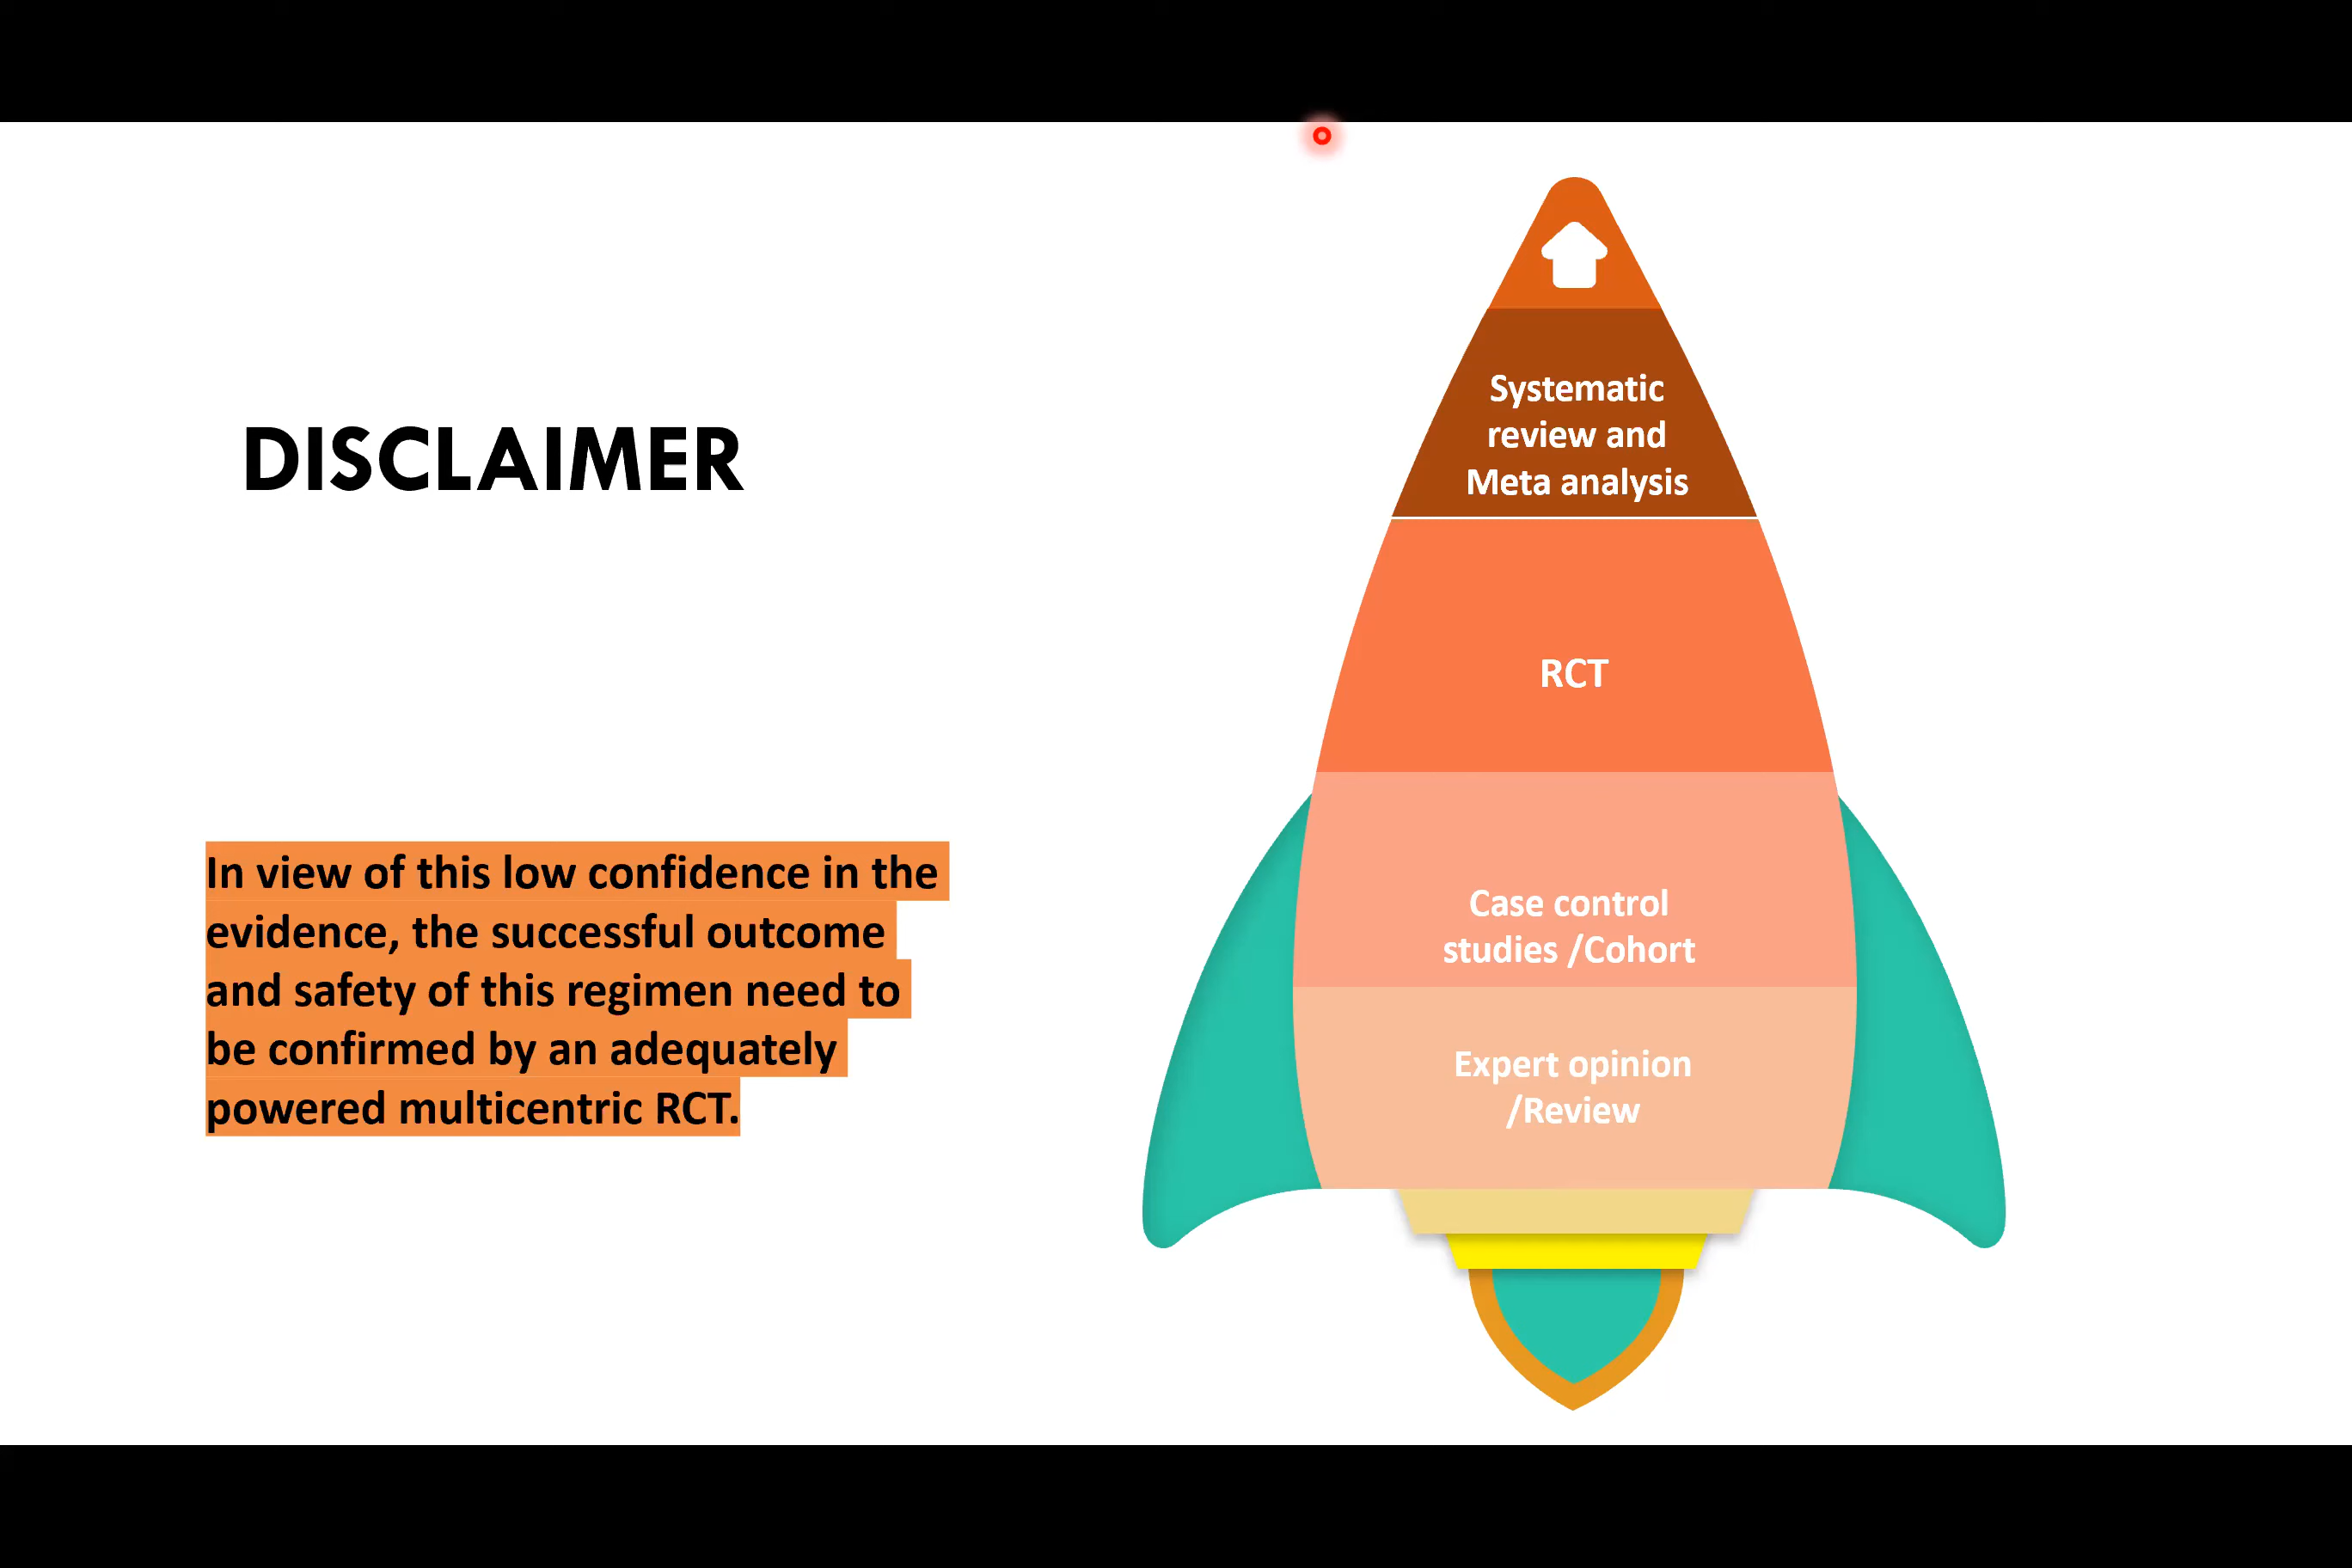 DISCLAIMER
In view of this low confidence in the
evidence, the successful outcome
and safety of this regimen need to
be confirmed by an adequately
powered multicentric RCT.
Systematic
review and
Meta analysis
RCT
Case control
studies /Cohort
Expert opinion
/Review